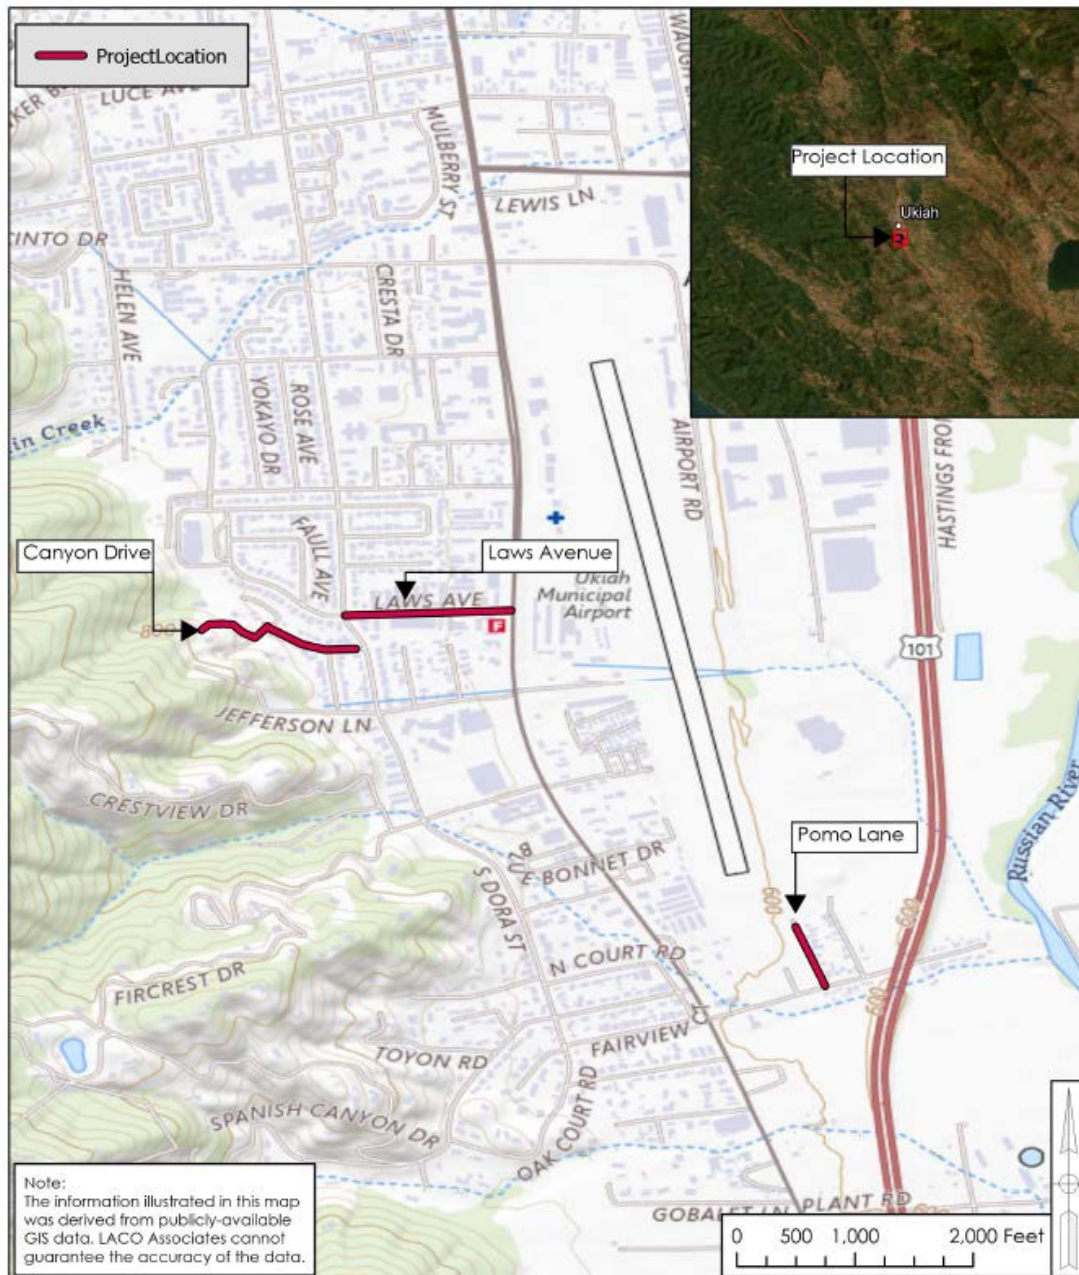 ProjectLocation
LUCE AVE
MULBERRY ST
LEWIS LN
Project Location
Ukiah
HELEN AVE
CRESTA DR
YOKAYO DR
ROSE AVE
AIRPORT RD
in Creek
FAULL AVE
Canyon Drive
Laws Avenue
LAWS AVE
Ukiah
Municipal
Airport
F
800
101
JEFFERSON LN
CRESTVIEW DR
Russian River
Pomo Lane
BLUE BONNET DR
S DORA ST
600
N COURT RD
FIRCREST DR
600
600
FAIRVIEW CT
TOYON RD
OAK COURT RD
SPANISH CANYON DR
Note:
The information illustrated in this map
was derived from publicly-available
GIS data. LACO Associates cannot
guarantee the accuracy of the data.
GOBALET LN
PLANT RD
0 500 1,000 2,000 Feet